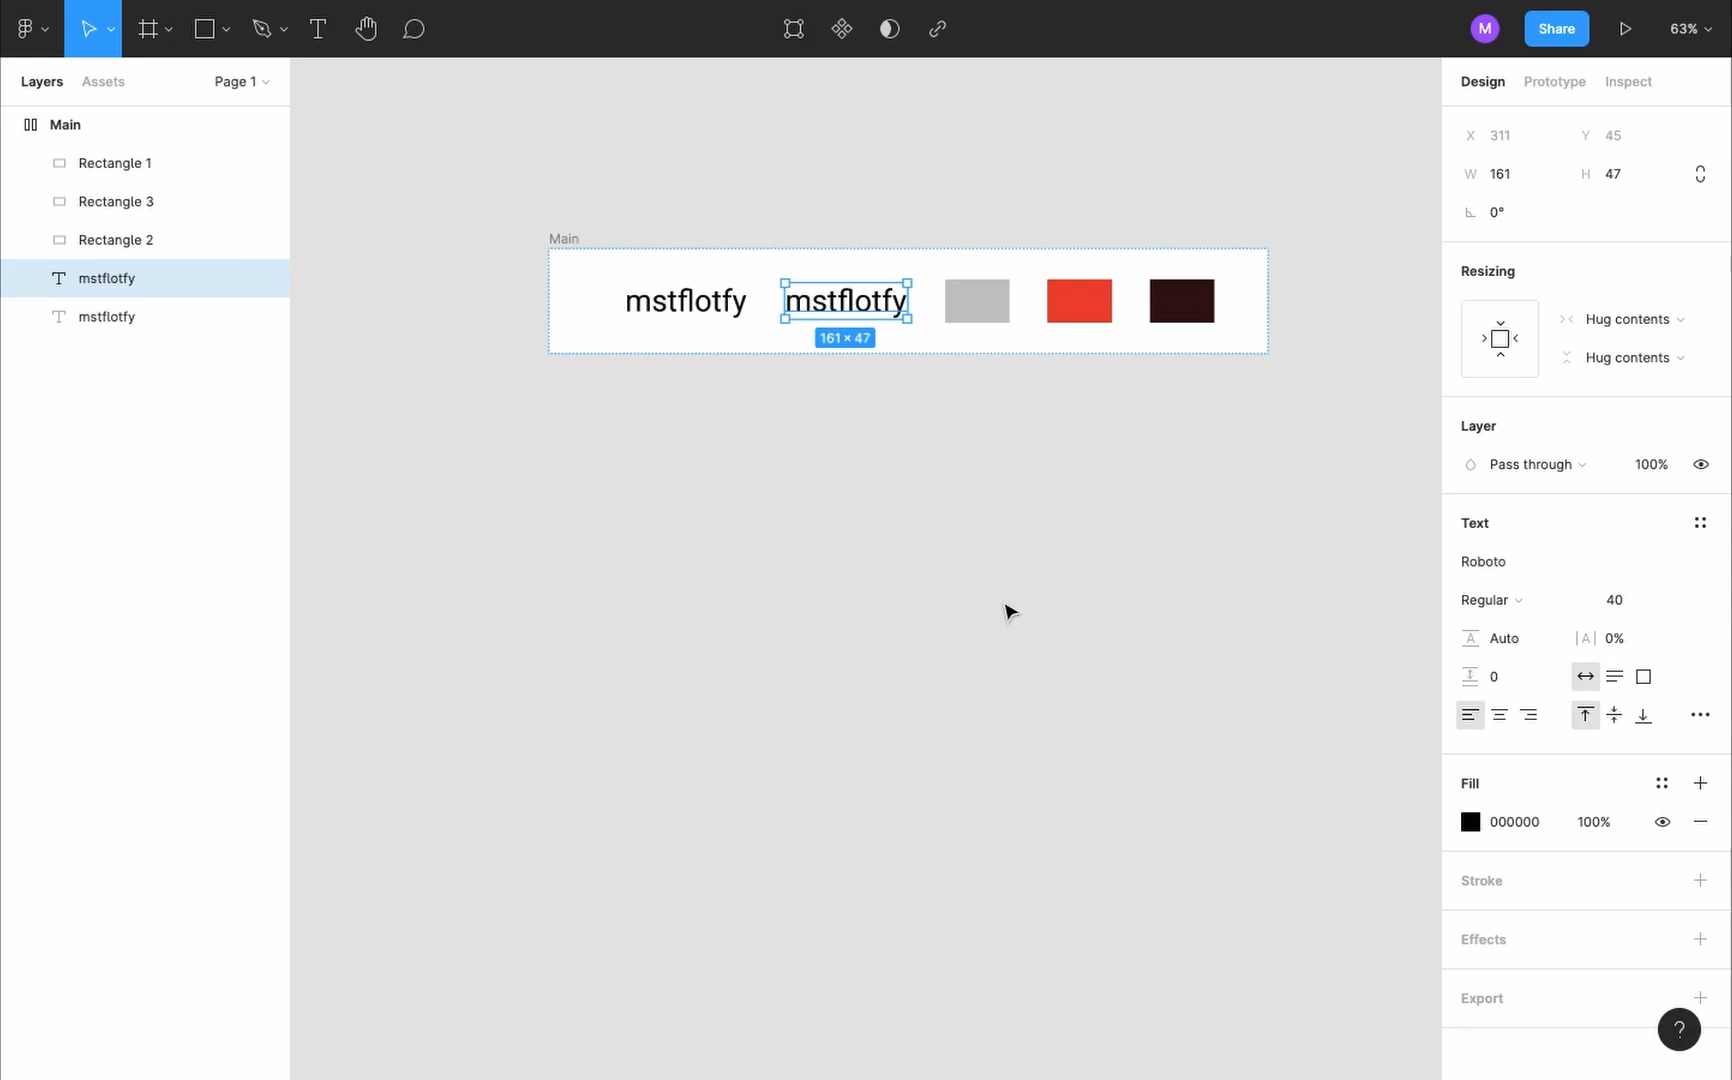 M
Share
63%
Layers
Assets
Page 1
Design
Prototype
Inspect
Main
Rectangle 1
Rectangle 3
Rectangle 2
mstflotfy
mstflotfy
Main
mstflotfy
mstflotfy
161 × 47
X 311
Y 45
W 161
H 47
0°
Resizing
Hug contents
Hug contents
Layer
Pass through
100%
Text
Roboto
Regular
40
A Auto
|A| 0%
0
Fill
000000
100%
Stroke
Effects
Export
?